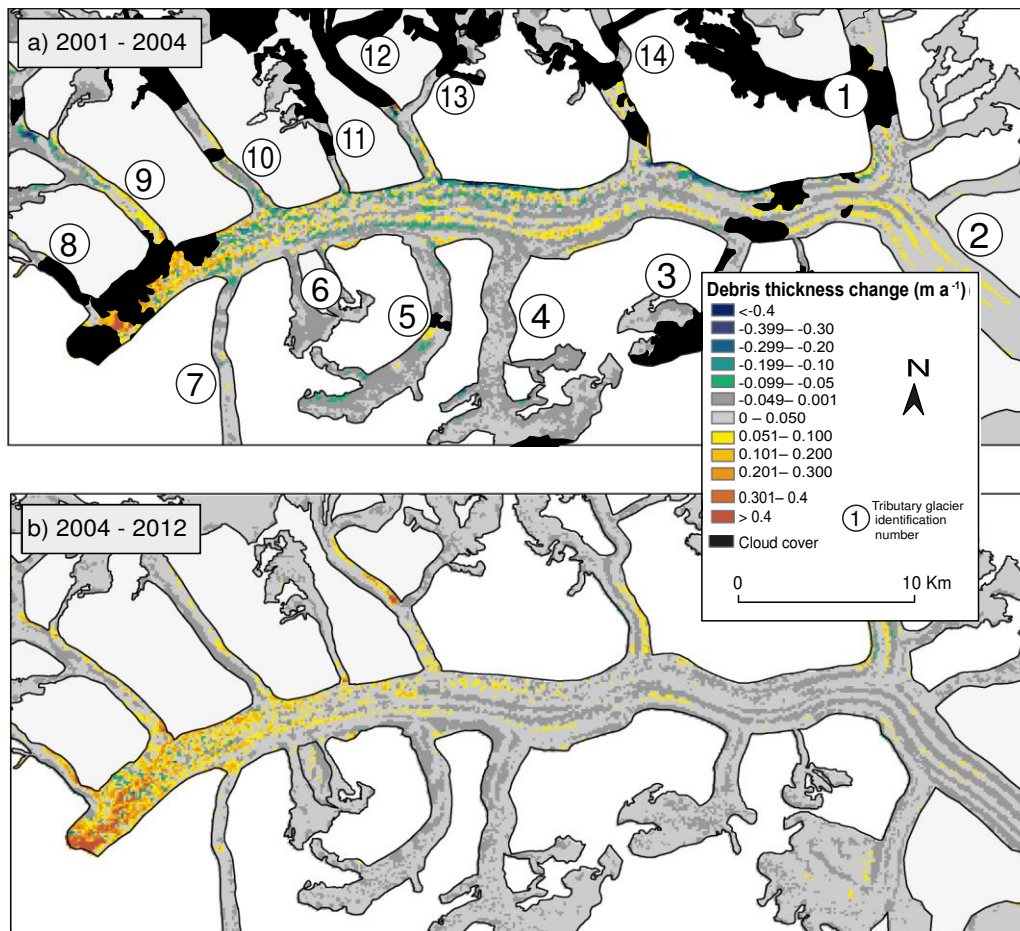 a) 2001 - 2004
12
14
13
1
11
10
9
8
2
3
6
5
4
7
Debris thickness change (m a⁻¹)
<-0.4
-0.399– -0.30
-0.299– -0.20
-0.199– -0.10
-0.099– -0.05
-0.049– 0.001
0 – 0.050
0.051– 0.100
0.101– 0.200
0.201– 0.300
0.301– 0.4
> 0.4
Cloud cover
N
1 Tributary glacier
identification
number
0 10 Km
b) 2004 - 2012